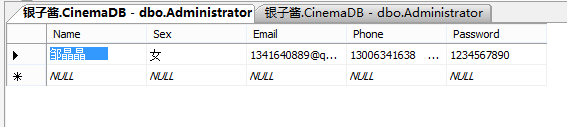 银子酱.CinemaDB - dbo.Administrator 银子酱.CinemaDB - dbo.Administrator
Name Sex Email Phone Password
邹晶晶 女 1341640889@q... 13006341638 ... 1234567890
NULL NULL NULL NULL NULL